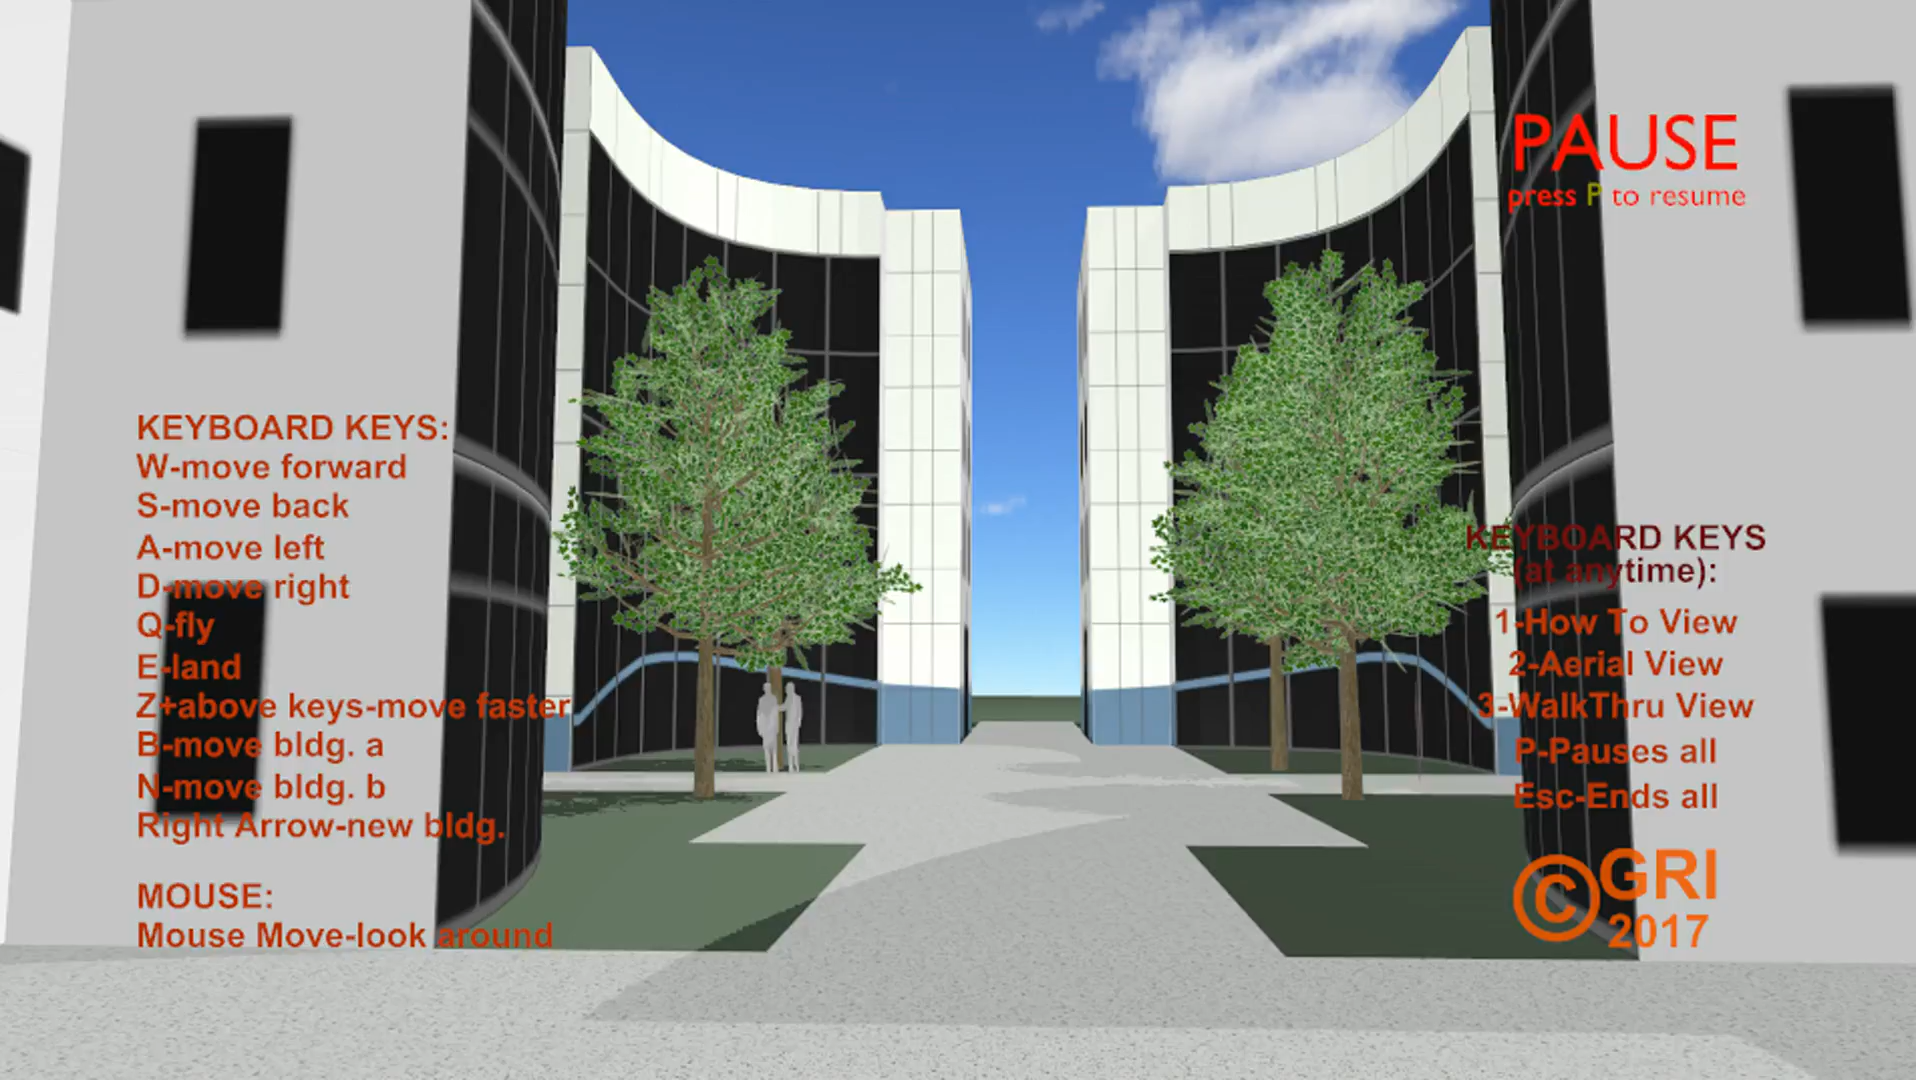 PAUSE
press P to resume
KEYBOARD KEYS:
W-move forward
S-move back
A-move left
D-move right
Q-fly
E-land
Z+above keys-move faster
B-move bldg. a
N-move bldg. b
Right Arrow-new bldg.
MOUSE:
Mouse Move-look around
KEYBOARD KEYS
(at anytime):
1-How To View
2-Aerial View
3-WalkThru View
P-Pauses all
Esc-Ends all
©GRI
2017